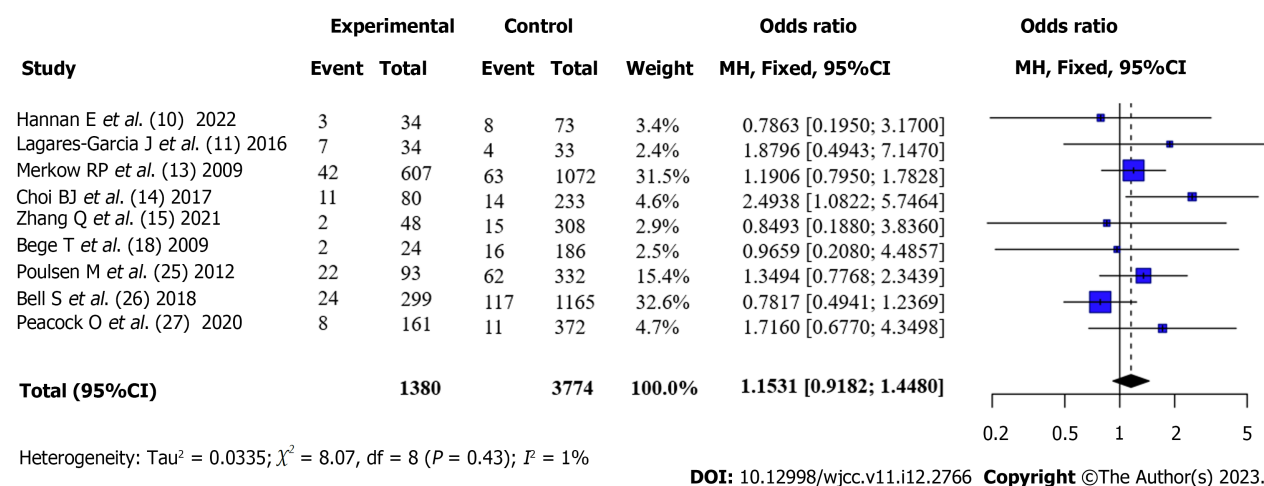 Experimental Control Odds ratio Odds ratio
Study Event Total Event Total Weight MH, Fixed, 95%CI MH, Fixed, 95%CI
Hannan E et al. (10) 2022 3 34 8 73 3.4% 0.7863 [0.1950; 3.1700]
Lagares-Garcia J et al. (11) 2016 7 34 4 33 2.4% 1.8796 [0.4943; 7.1470]
Merkow RP et al. (13) 2009 42 607 63 1072 31.5% 1.1906 [0.7950; 1.7828]
Choi BJ et al. (14) 2017 11 80 14 233 4.6% 2.4938 [1.0822; 5.7464]
Zhang Q et al. (15) 2021 2 48 15 308 2.9% 0.8493 [0.1880; 3.8360]
Bege T et al. (18) 2009 2 24 16 186 2.5% 0.9659 [0.2080; 4.4857]
Poulsen M et al. (25) 2012 22 93 62 332 15.4% 1.3494 [0.7768; 2.3439]
Bell S et al. (26) 2018 24 299 117 1165 32.6% 0.7817 [0.4941; 1.2369]
Peacock O et al. (27) 2020 8 161 11 372 4.7% 1.7160 [0.6770; 4.3498]
Total (95%CI) 1380 3774 100.0% 1.1531 [0.9182; 1.4480]
0.2 0.5 1 2 5
Heterogeneity: Tau² = 0.0335; χ² = 8.07, df = 8 (P = 0.43); I² = 1%
DOI: 10.12998/wjcc.v11.i12.2766 Copyright ©The Author(s) 2023.